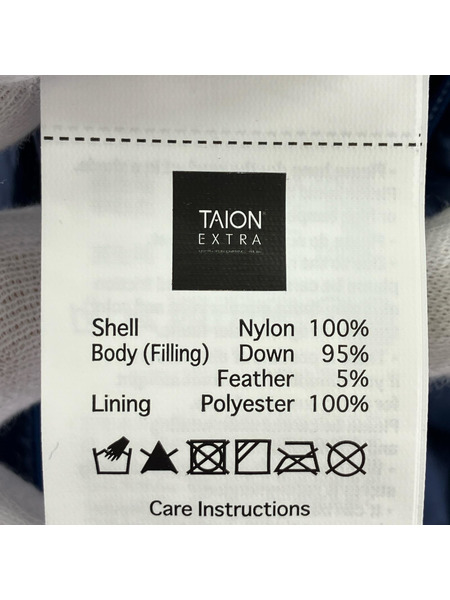 TAION
EXTRA
Shell Nylon 100%
Body (Filling) Down 95%
Feather 5%
Lining Polyester 100%
Care Instructions